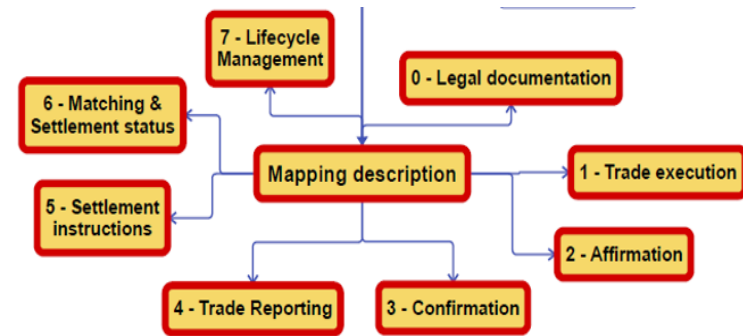 7 - Lifecycle
Management
0 - Legal documentation
6 - Matching &
Settlement status
Mapping description
1 - Trade execution
5 - Settlement
instructions
2 - Affirmation
4 - Trade Reporting
3 - Confirmation